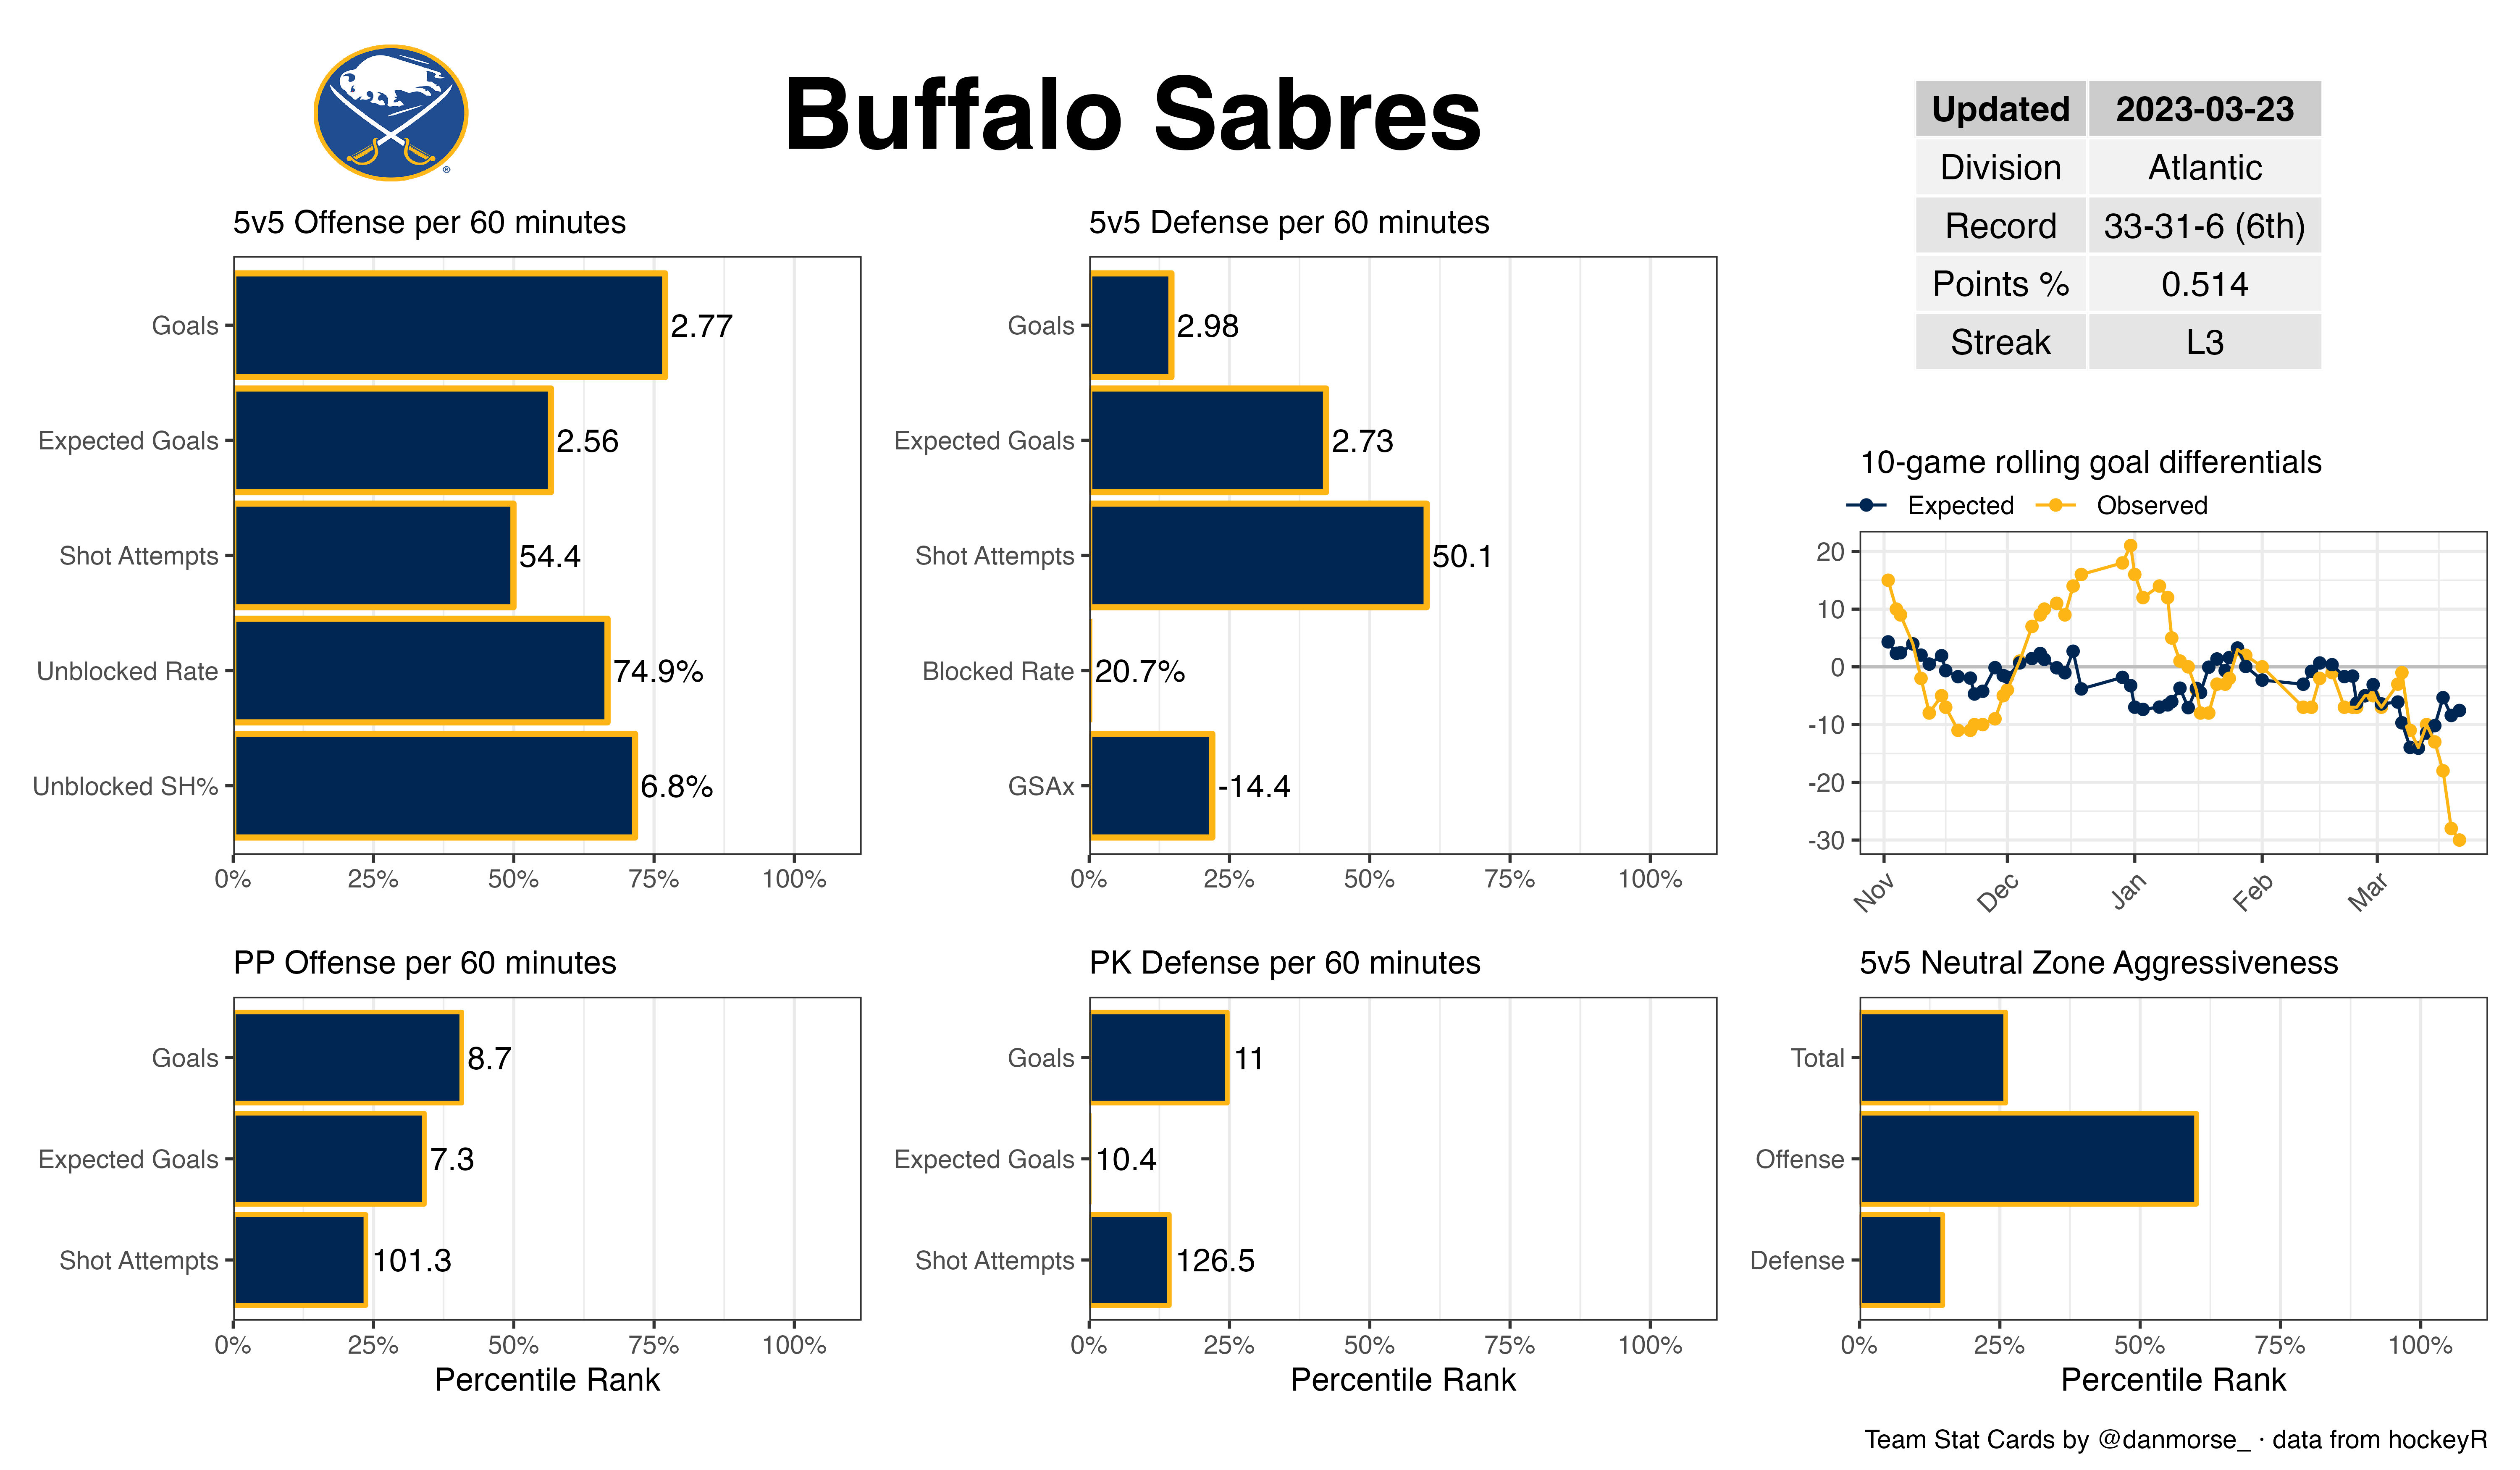 Buffalo Sabres
®
Updated 2023-03-23
Division Atlantic
Record 33-31-6 (6th)
Points % 0.514
Streak L3
5v5 Offense per 60 minutes
Goals 2.77
Expected Goals 2.56
Shot Attempts 54.4
Unblocked Rate 74.9%
Unblocked SH% 6.8%
0% 25% 50% 75% 100%
5v5 Defense per 60 minutes
Goals 2.98
Expected Goals 2.73
Shot Attempts 50.1
Blocked Rate 20.7%
GSAx -14.4
0% 25% 50% 75% 100%
10-game rolling goal differentials
Expected Observed
20
10
0
-10
-20
-30
Nov Dec Jan Feb Mar
PP Offense per 60 minutes
Goals 8.7
Expected Goals 7.3
Shot Attempts 101.3
0% 25% 50% 75% 100%
Percentile Rank
PK Defense per 60 minutes
Goals 11
Expected Goals 10.4
Shot Attempts 126.5
0% 25% 50% 75% 100%
Percentile Rank
5v5 Neutral Zone Aggressiveness
Total
Offense
Defense
0% 25% 50% 75% 100%
Percentile Rank
Team Stat Cards by @danmorse_ · data from hockeyR